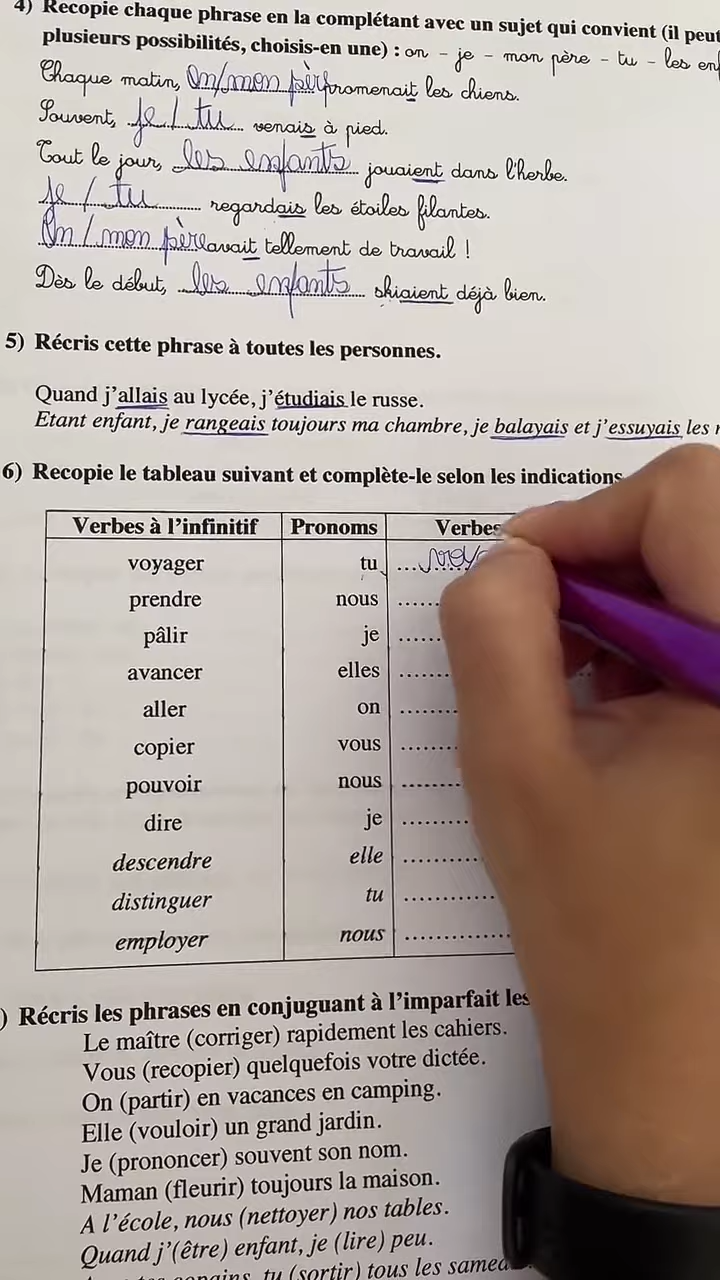 4) Recopie chaque phrase en la complétant avec un sujet qui convient (il peut
plusieurs possibilités, choisis-en une) : on - je - mon père - tu - les en
Chaque matin, On/mon père promenait les chiens.
Souvent, je / tu venais à pied.
Tout le jour, les enfants jouaient dans l'herbe.
je / tu regardais les étoiles filantes.
On / mon père avait tellement de travail !
Dès le début, les enfants skiaient déjà bien.
5) Récris cette phrase à toutes les personnes.
Quand j'allais au lycée, j'étudiais le russe.
Etant enfant, je rangeais toujours ma chambre, je balayais et j'essuyais les
6) Recopie le tableau suivant et complète-le selon les indications
Verbes à l'infinitif Pronoms Verbes
voyager tu ...voy
prendre nous
pâlir je
avancer elles
aller on
copier vous
pouvoir nous
dire je
descendre elle
distinguer tu
employer nous
) Récris les phrases en conjuguant à l'imparfait les
Le maître (corriger) rapidement les cahiers.
Vous (recopier) quelquefois votre dictée.
On (partir) en vacances en camping.
Elle (vouloir) un grand jardin.
Je (prononcer) souvent son nom.
Maman (fleurir) toujours la maison.
A l'école, nous (nettoyer) nos tables.
Quand j'(être) enfant, je (lire) peu.
tu (sortir) tous les samed